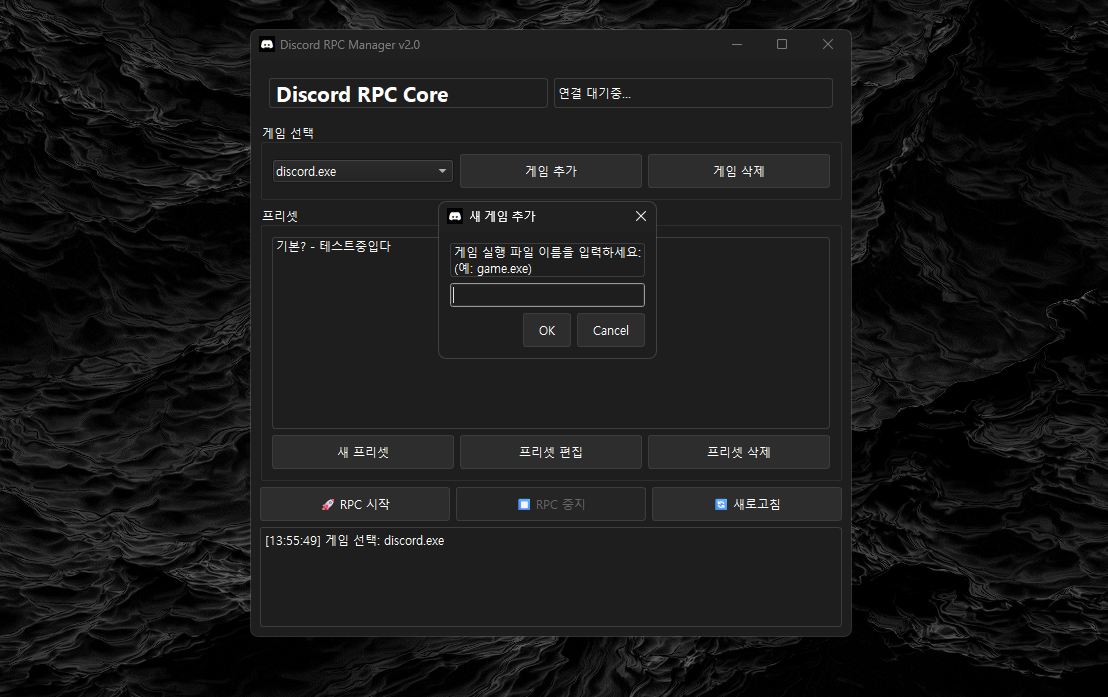 Discord RPC Manager v2.0
Discord RPC Core
연결 대기중...
게임 선택
discord.exe
게임 추가
게임 삭제
프리셋
기본? - 테스트중입다
새 게임 추가
게임 실행 파일 이름을 입력하세요:
(예: game.exe)
OK
Cancel
새 프리셋
프리셋 편집
프리셋 삭제
RPC 시작
RPC 중지
새로고침
[13:55:49] 게임 선택: discord.exe